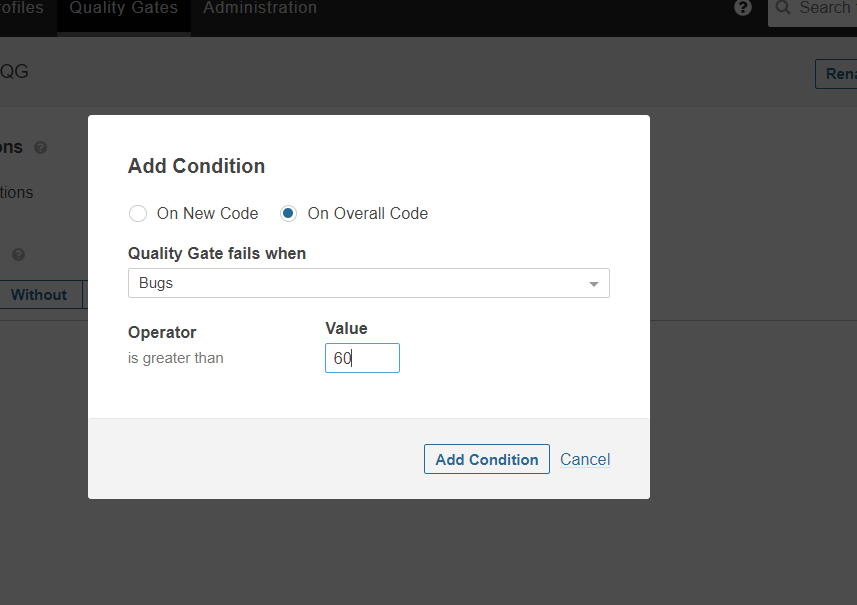 ofiles Quality Gates Administration ? Search
QG
Rena
ons ?
tions
?
Without
Add Condition
On New Code On Overall Code
Quality Gate fails when
Bugs
Operator Value
is greater than 60
Add Condition Cancel